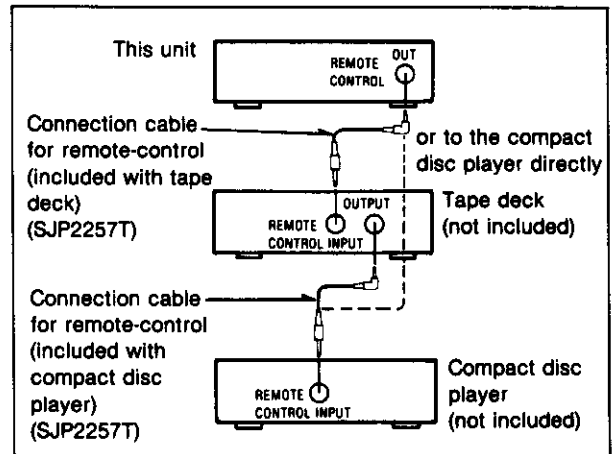 This unit
REMOTE
CONTROL
OUT
Connection cable
for remote-control
(included with tape
deck)
(SJP2257T)
or to the compact
disc player directly
OUTPUT
REMOTE
CONTROL INPUT
Tape deck
(not included)
Connection cable
for remote-control
(included with
compact disc
player)
(SJP2257T)
REMOTE
CONTROL INPUT
Compact disc
player
(not included)